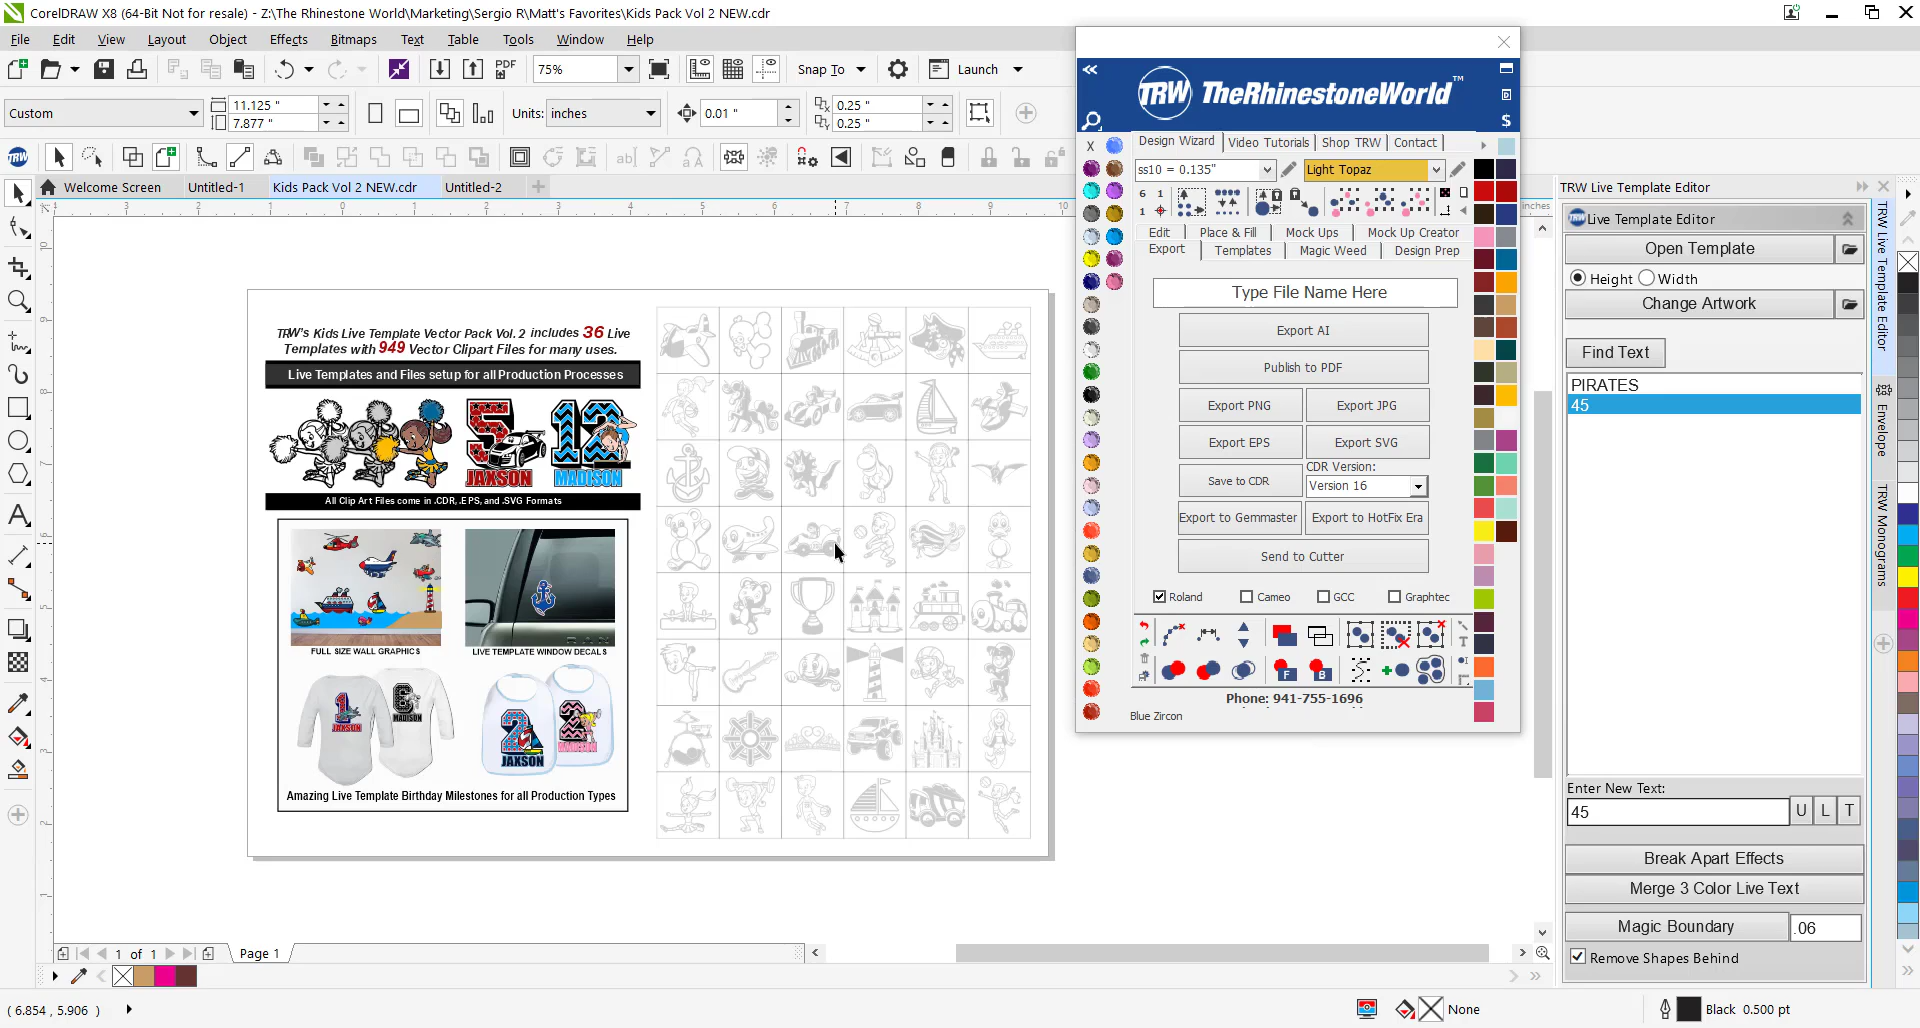 CorelDRAW X8 (64-Bit Not for resale) - Z:\The Rhinestone World\Marketing\Sergio R\Matt's Favorites\Kids Pack Vol 2 NEW.cdr
File Edit View Layout Object Effects Bitmaps Text Table Tools Window Help
PDF 75% Snap To Launch
Custom 11.125 " 7.877 " Units: inches 0.01 " 0.25 " 0.25 "
Welcome Screen Untitled-1 Kids Pack Vol 2 NEW.cdr Untitled-2
TRW's Kids Live Template Vector Pack Vol. 2 includes 36 Live
Templates with 949 Vector Clipart Files for many uses.
Live Templates and Files setup for all Production Processes
5 12
JAXSON MADISON
All Clip Art Files come in .CDR, .EPS, and .SVG Formats
FULL SIZE WALL GRAPHICS LIVE TEMPLATE WINDOW DECALS
1 JAXSON 6 MADISON 2 JAXSON 2 MADISON
Amazing Live Template Birthday Milestones for all Production Types
TRW TheRhinestoneWorld™
Design Wizard Video Tutorials Shop TRW Contact
X ss10 = 0.135" Light Topaz
Edit Place & Fill Mock Ups Mock Up Creator
Export Templates Magic Weed Design Prep
Type File Name Here
Export AI
Publish to PDF
Export PNG Export JPG
Export EPS Export SVG
CDR Version:
Save to CDR Version 16
Export to Gemmaster Export to HotFix Era
Send to Cutter
Roland Cameo GCC Graphtec
Phone: 941-755-1696
Blue Zircon
TRW Live Template Editor
Live Template Editor
Open Template
Height Width
Change Artwork
Find Text
PIRATES
45
Enter New Text:
45 U L T
Break Apart Effects
Merge 3 Color Live Text
Magic Boundary .06
Remove Shapes Behind
TRW Live Template Editor
Envelope
TRW Monograms
inches
1 of 1 Page 1
( 6.854 , 5.906 ) None Black 0.500 pt